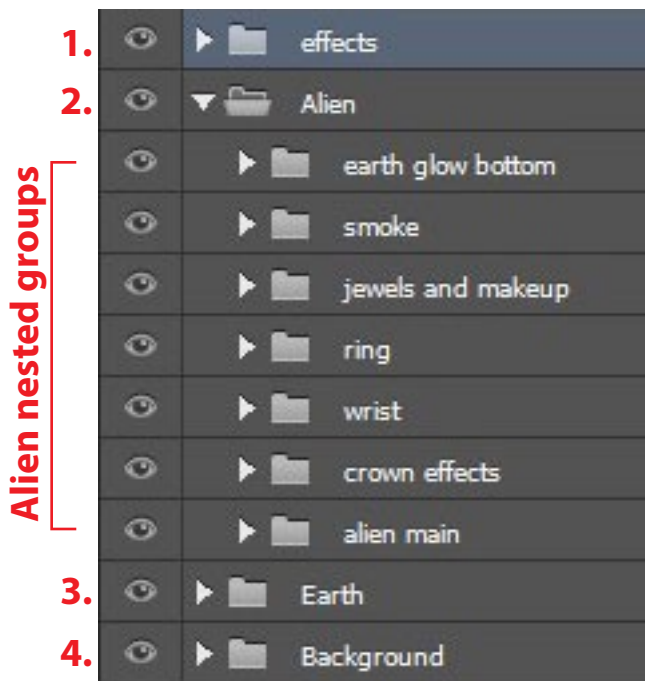 1. effects
2. Alien
Alien nested groups
earth glow bottom
smoke
jewels and makeup
ring
wrist
crown effects
alien main
3. Earth
4. Background